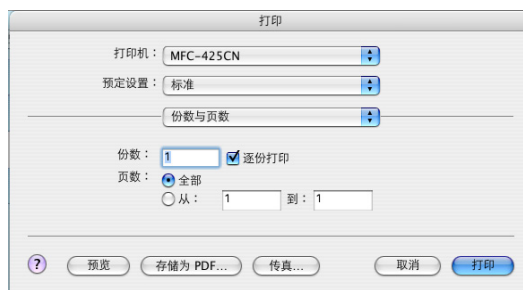 打印
打印机： MFC-425CN
预定设置： 标准
份数与页数
份数： 1 逐份打印
页数： 全部
从： 1 到： 1
? 预览 存储为 PDF... 传真... 取消 打印